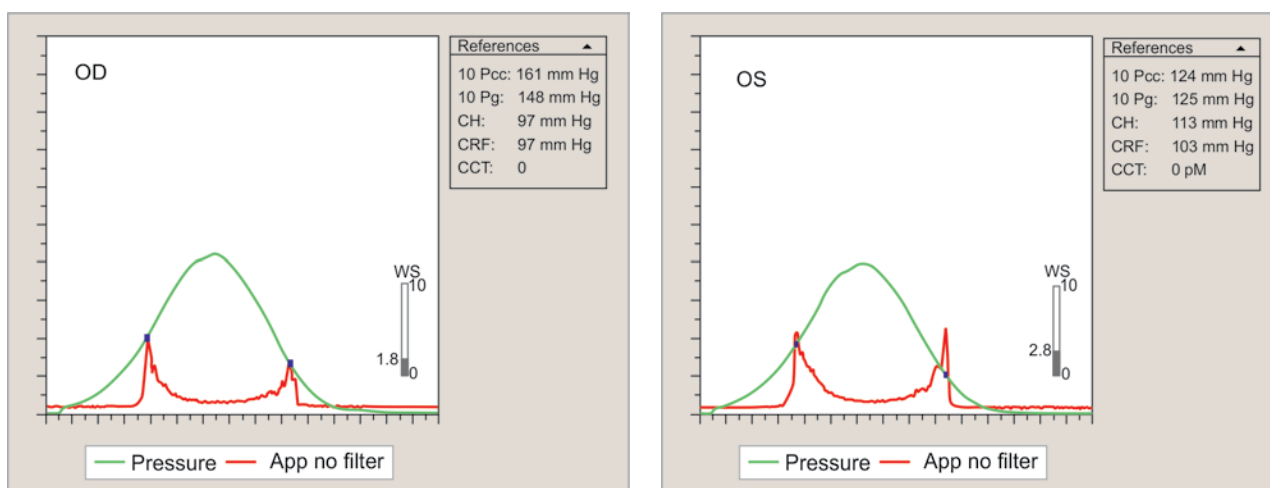 OD
References
10 Pcc: 161 mm Hg
10 Pg: 148 mm Hg
CH: 97 mm Hg
CRF: 97 mm Hg
CCT: 0
WS
10
1.8
0
Pressure App no filter
OS
References
10 Pcc: 124 mm Hg
10 Pg: 125 mm Hg
CH: 113 mm Hg
CRF: 103 mm Hg
CCT: 0 pM
WS
10
2.8
0
Pressure App no filter